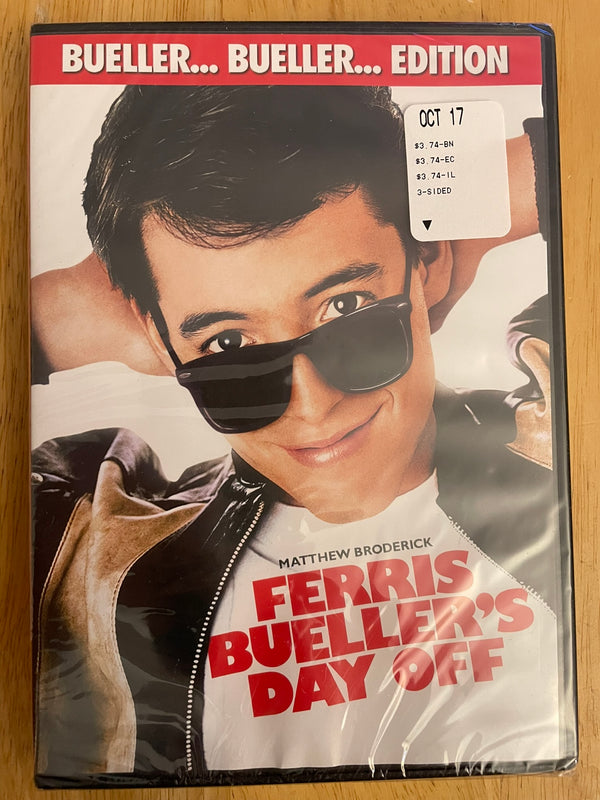 BUELLER... BUELLER... EDITION
OCT 17
$3.74-BN
$3.74-EC
$3.74-IL
3-SIDED
MATTHEW BRODERICK
FERRIS
BUELLER'S
DAY OFF